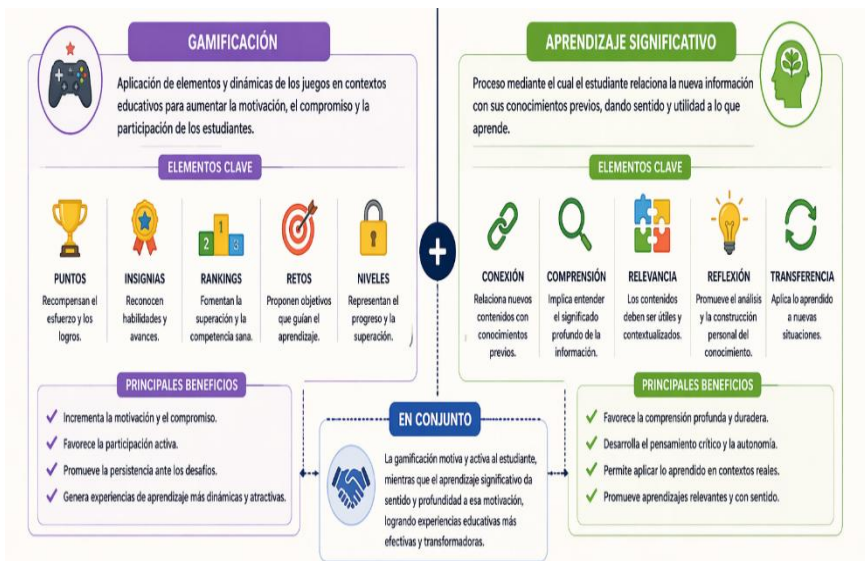 GAMIFICACIÓN
Aplicación de elementos y dinámicas de los juegos en contextos
educativos para aumentar la motivación, el compromiso y la
participación de los estudiantes.
ELEMENTOS CLAVE
PUNTOS
Recompensan el
esfuerzo y los
logros.
INSIGNIAS
Reconocen
habilidades y
avances.
2
1
3
RANKINGS
Fomentan la
superación y la
competencia sana.
RETOS
Proponen objetivos
que guían el
aprendizaje.
NIVELES
Representan el
progreso y la
superación.
PRINCIPALES BENEFICIOS
Incrementa la motivación y el compromiso.
Favorece la participación activa.
Promueve la persistencia ante los desafíos.
Genera experiencias de aprendizaje más dinámicas y atractivas.
+
APRENDIZAJE SIGNIFICATIVO
Proceso mediante el cual el estudiante relaciona la nueva información
con sus conocimientos previos, dando sentido y utilidad a lo que
aprende.
ELEMENTOS CLAVE
CONEXIÓN
Relaciona nuevos
contenidos con
conocimientos
previos.
COMPRENSIÓN
Implica entender
el significado
profundo de la
información.
RELEVANCIA
Los contenidos
deben ser útiles y
contextualizados.
REFLEXIÓN
Promueve el análisis
y la construcción
personal del
conocimiento.
TRANSFERENCIA
Aplica lo aprendido
a nuevas
situaciones.
PRINCIPALES BENEFICIOS
Favorece la comprensión profunda y duradera.
Desarrolla el pensamiento crítico y la autonomía.
Permite aplicar lo aprendido en contextos reales.
Promueve aprendizajes relevantes y con sentido.
EN CONJUNTO
La gamificación motiva y activa al estudiante,
mientras que el aprendizaje significativo da
sentido y profundidad a esa motivación,
logrando experiencias educativas más
efectivas y transformadoras.